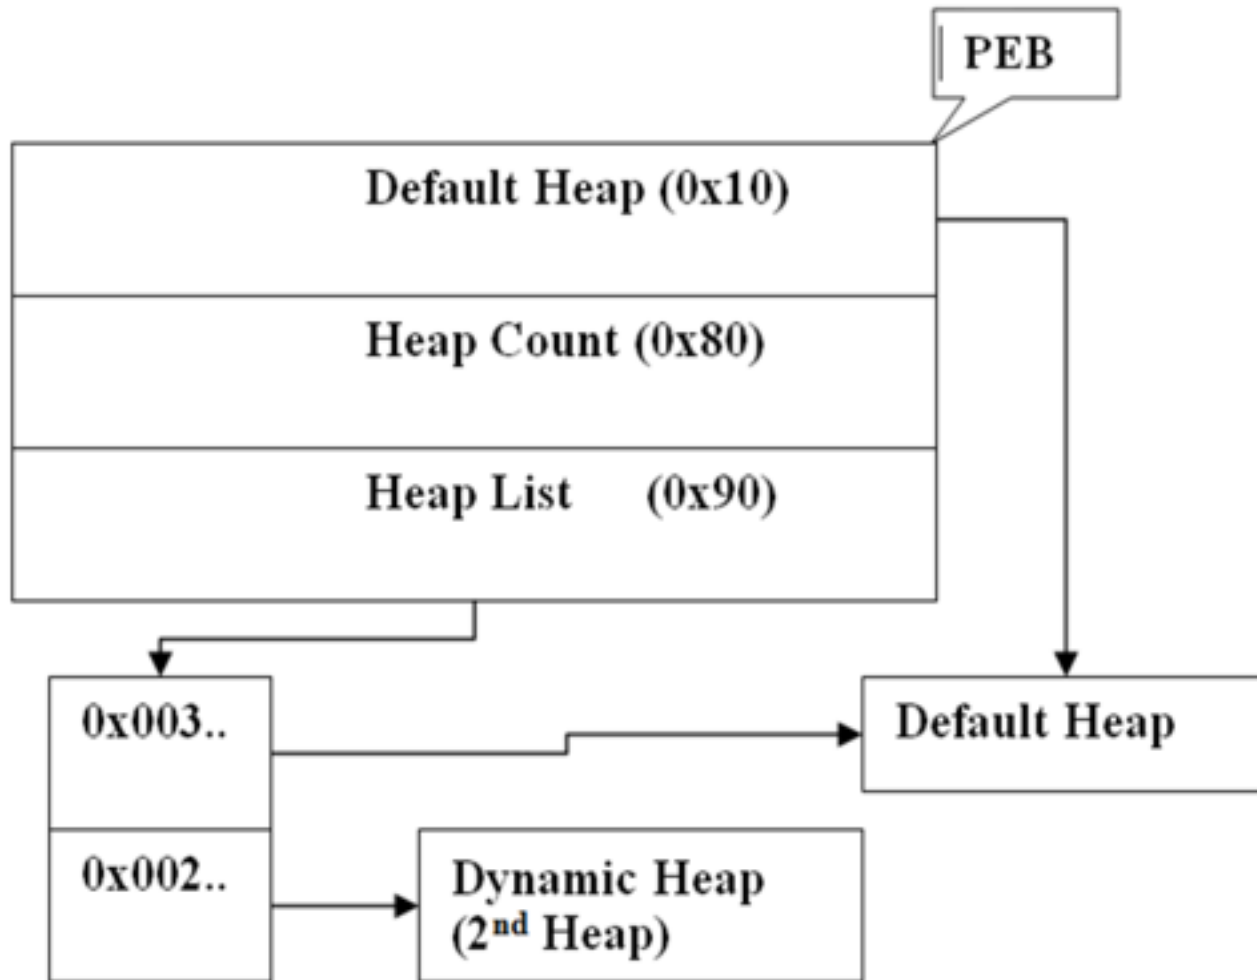 PEB
Default Heap (0x10)
Heap Count (0x80)
Heap List (0x90)
0x003..
Default Heap
0x002..
Dynamic Heap
(2nd Heap)